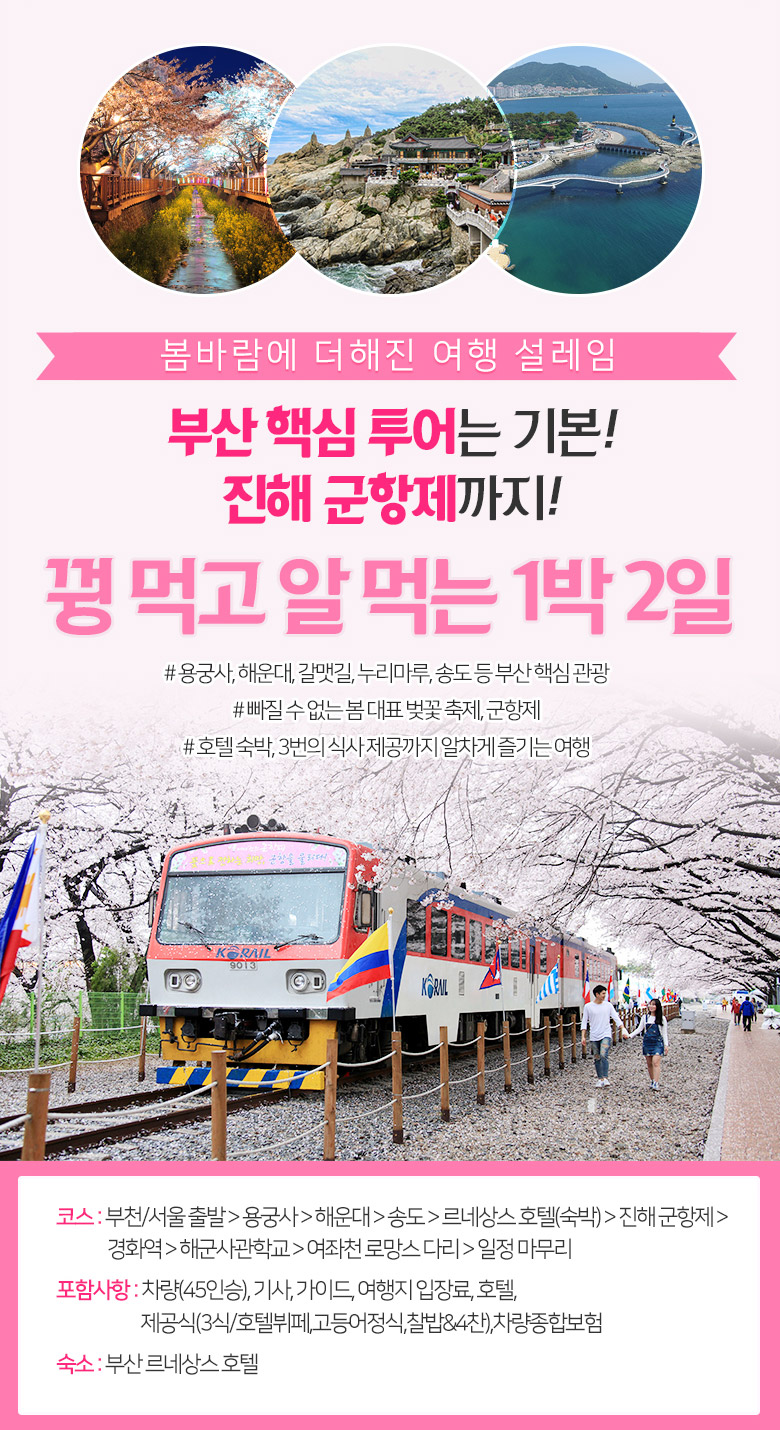 봄바람에 더해진 여행 설레임
부산 핵심 투어는 기본!
진해 군항제까지!
꿩 먹고 알 먹는 1박 2일
# 용궁사, 해운대, 갈맷길, 누리마루, 송도 등 부산 핵심 관광
# 빠질 수 없는 봄 대표 벚꽃 축제, 군항제
# 호텔 숙박, 3번의 식사 제공까지 알차게 즐기는 여행
KORAIL
9013
KORAIL
코스 : 부천/서울 출발 > 용궁사 > 해운대 > 송도 > 르네상스 호텔(숙박) > 진해 군항제 >
경화역 > 해군사관학교 > 여좌천 로망스 다리 > 일정 마무리
포함사항 : 차량(45인승), 기사, 가이드, 여행지 입장료, 호텔,
제공식(3식/호텔뷔페,고등어정식,찰밥&4찬),차량종합보험
숙소 : 부산 르네상스 호텔